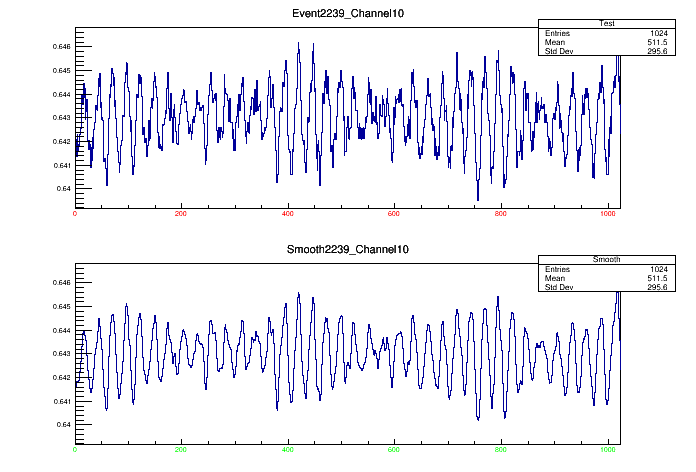 Event2239_Channel10
Test
Entries 1024
Mean 511.5
Std Dev 295.6
0.646
0.645
0.644
0.643
0.642
0.641
0.64
0 200 400 600 800 1000
Smooth2239_Channel10
Smooth
Entries 1024
Mean 511.5
Std Dev 295.6
0.646
0.645
0.644
0.643
0.642
0.641
0.64
0 200 400 600 800 1000